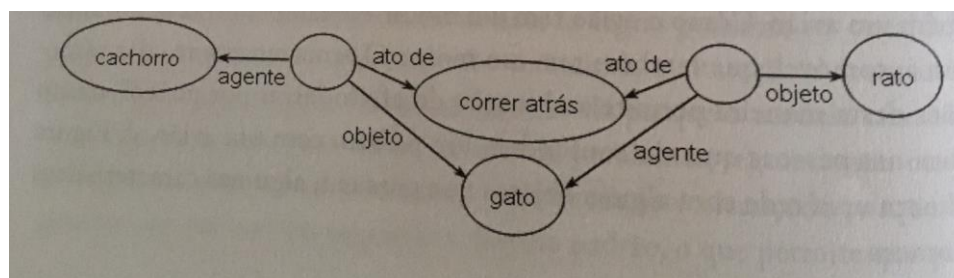 cachorro
agente
ato de
ato de
objeto
rato
correr atrás
objeto
agente
gato